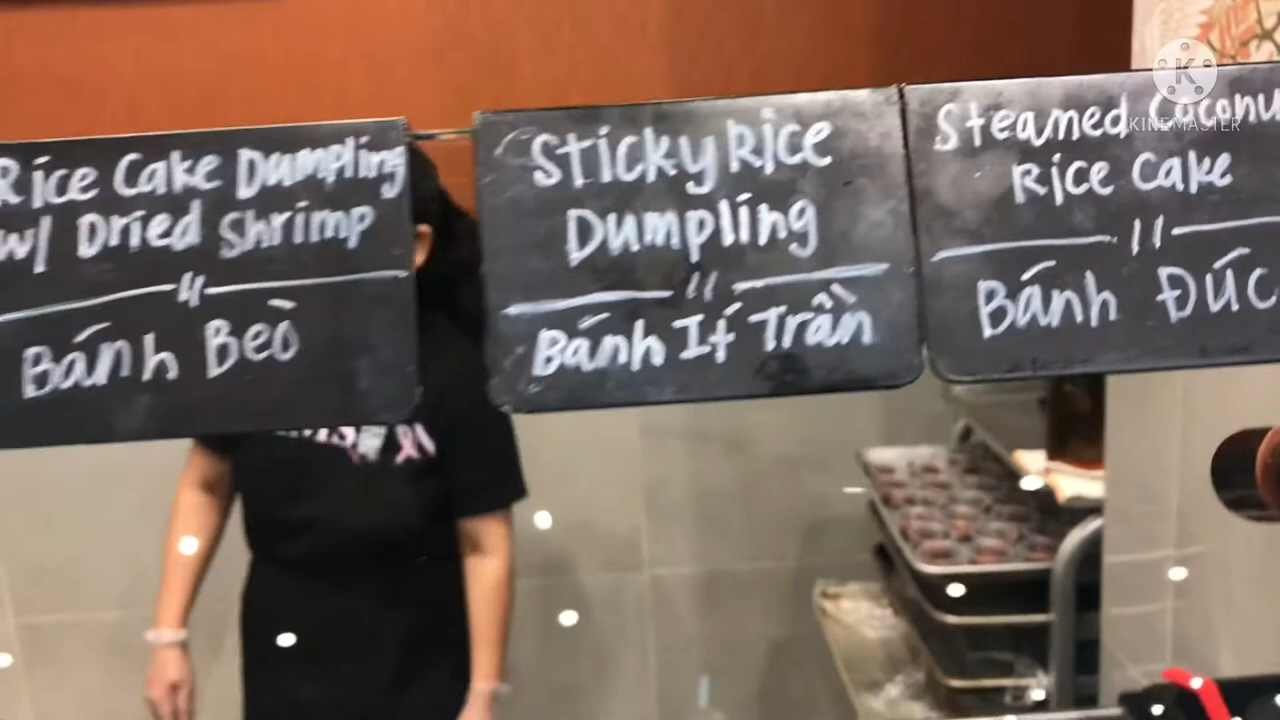 Rice Cake Dumpling
w/ Dried Shrimp
"
Bánh Bèo
Sticky Rice
Dumpling
"
Bánh Ít Trần
Steamed Coconu
Rice Cake
"
Bánh Đúc
K
KINEMASTER